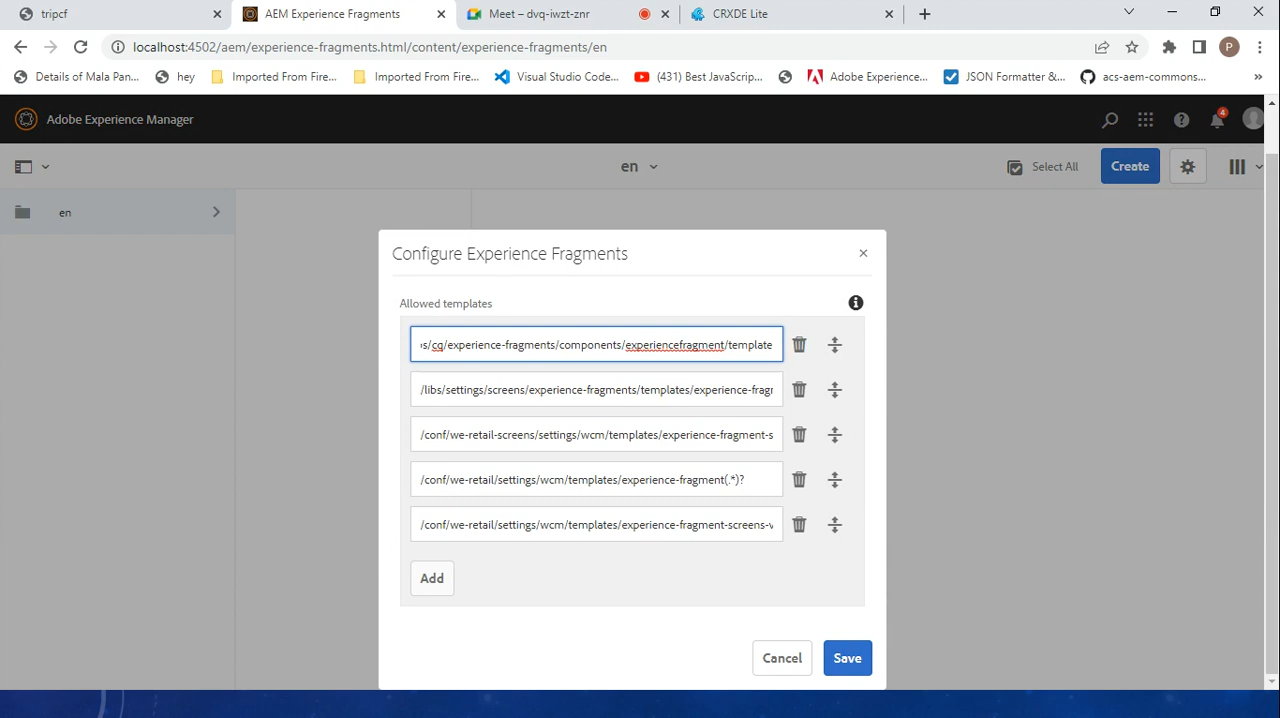 tripcf
AEM Experience Fragments
Meet – dvq-iwzt-znr
CRXDE Lite
localhost:4502/aem/experience-fragments.html/content/experience-fragments/en
P
Details of Mala Pan...
hey
Imported From Fire...
Imported From Fire...
Visual Studio Code...
(431) Best JavaScrip...
Adobe Experience...
JSON Formatter &...
acs-aem-commons...
»
Adobe Experience Manager
4
en
Select All
Create
en
Configure Experience Fragments
Allowed templates
s/cq/experience-fragments/components/experiencefragment/template
/libs/settings/screens/experience-fragments/templates/experience-fragr
/conf/we-retail-screens/settings/wcm/templates/experience-fragment-s
/conf/we-retail/settings/wcm/templates/experience-fragment(.*)?
/conf/we-retail/settings/wcm/templates/experience-fragment-screens-v
Add
Cancel
Save